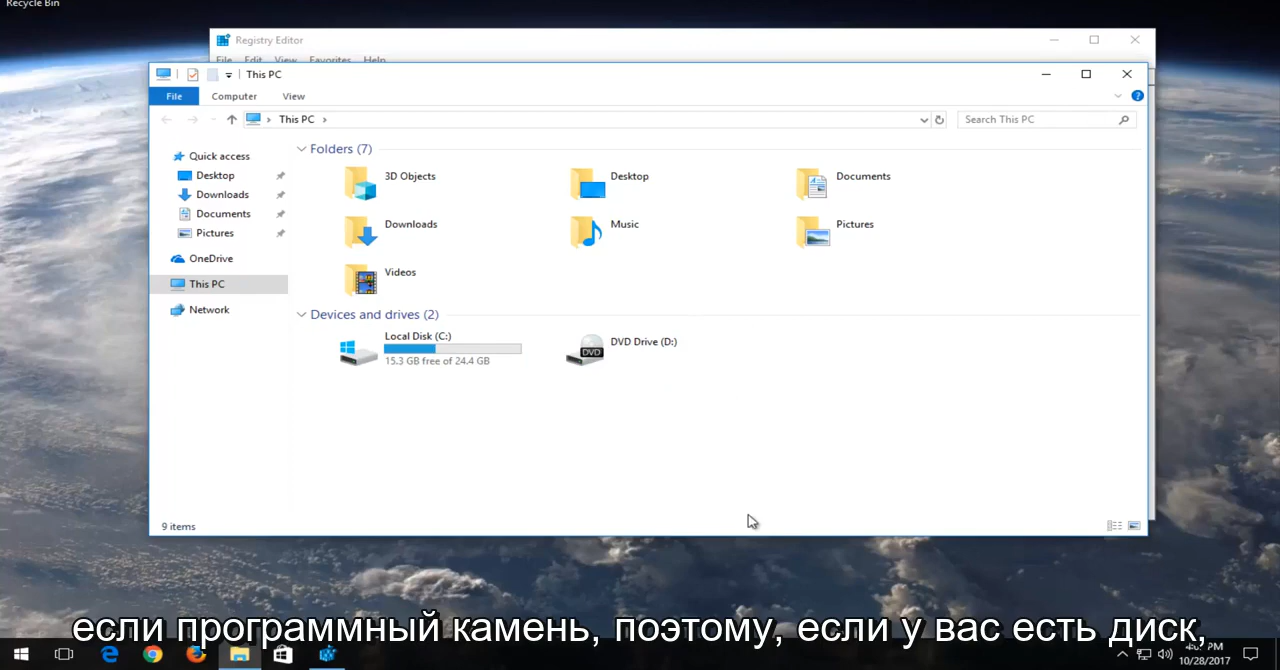 Recycle Bin
Registry Editor
File Edit View Favorites Help
This PC
File Computer View
This PC
Search This PC
Quick access
Desktop
Downloads
Documents
Pictures
OneDrive
This PC
Network
Folders (7)
3D Objects
Desktop
Documents
Downloads
Music
Pictures
Videos
Devices and drives (2)
Local Disk (C:)
15.3 GB free of 24.4 GB
DVD
DVD Drive (D:)
9 items
если программный камень, поэтому, если у вас есть диск,
PM
10/28/2017